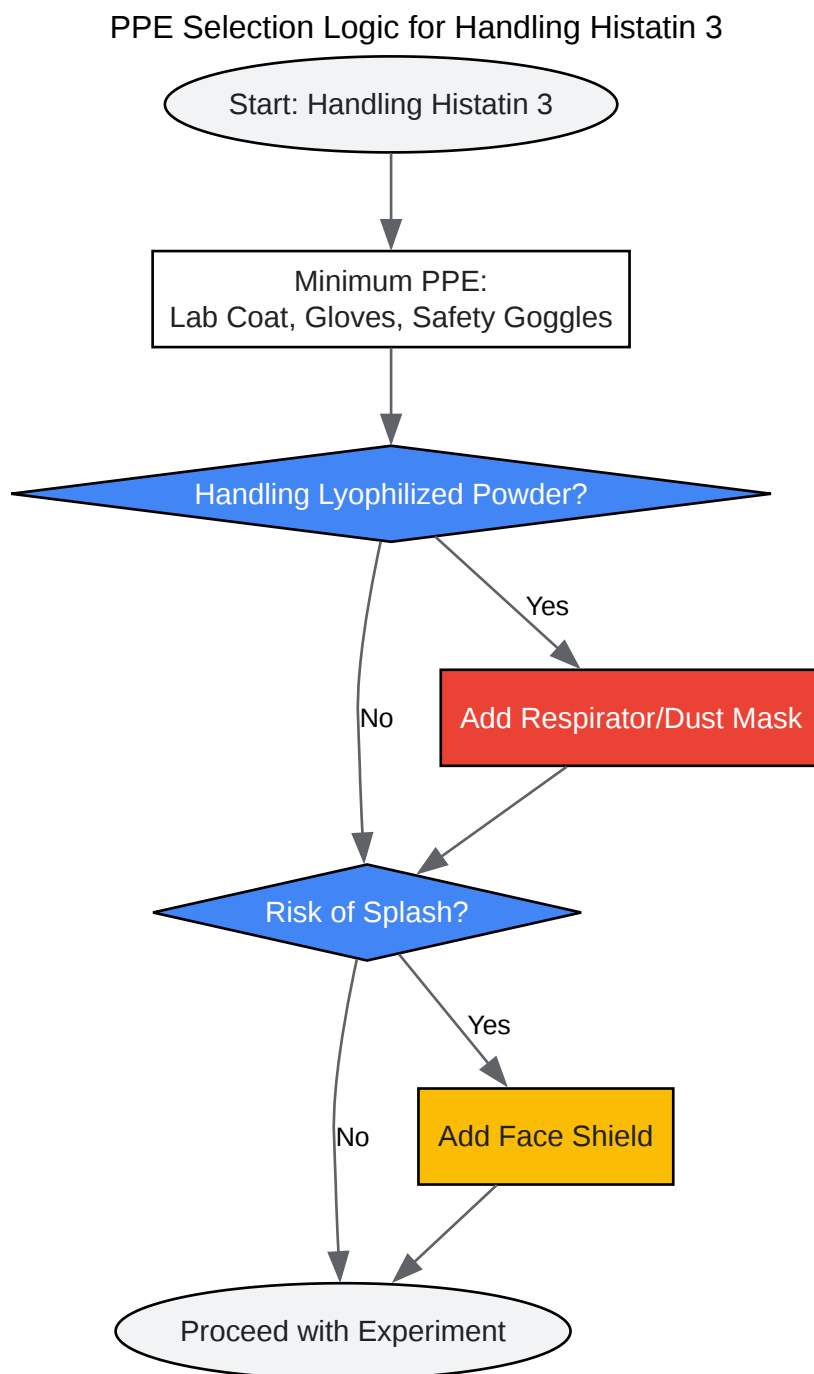 PPE Selection Logic for Handling Histatin 3
Start: Handling Histatin 3
Minimum PPE:
Lab Coat, Gloves, Safety Goggles
Handling Lyophilized Powder?
Yes
No
Add Respirator/Dust Mask
Risk of Splash?
Yes
No
Add Face Shield
Proceed with Experiment